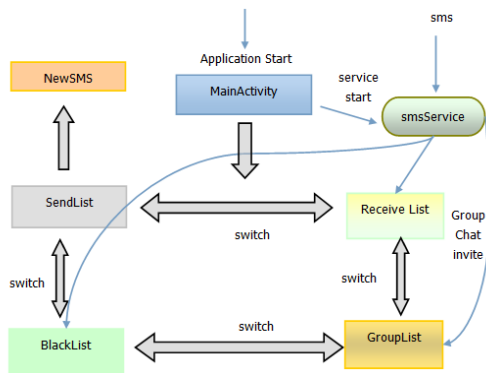 sms
Application Start
NewSMS
MainActivity
service
start
smsService
SendList
Receive List
Group
Chat
invite
switch
switch
switch
switch
BlackList
GroupList